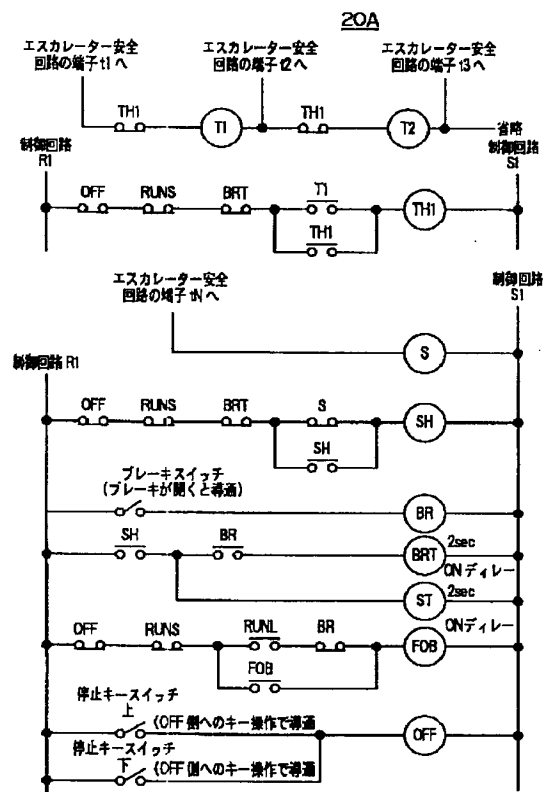 20A
エスカレーター安全
回路の端子t1へ
エスカレーター安全
回路の端子t2へ
エスカレーター安全
回路の端子t3へ
TH1
T1
TH1
T2
省略
制御回路
R1
制御回路
S1
OFF
RUNS
BRT
T1
TH1
TH1
エスカレーター安全
回路の端子tNへ
制御回路
S1
S
制御回路 R1
OFF
RUNS
BRT
S
SH
SH
ブレーキスイッチ
(ブレーキが開くと導通)
BR
SH
BR
BRT
2sec
ONディレー
ST
2sec
ONディレー
OFF
RUNS
RUNL
BR
FOB
FOB
停止キースイッチ
上
(OFF 側へのキー操作で導通
OFF
停止キースイッチ
下
(OFF 側へのキー操作で導通